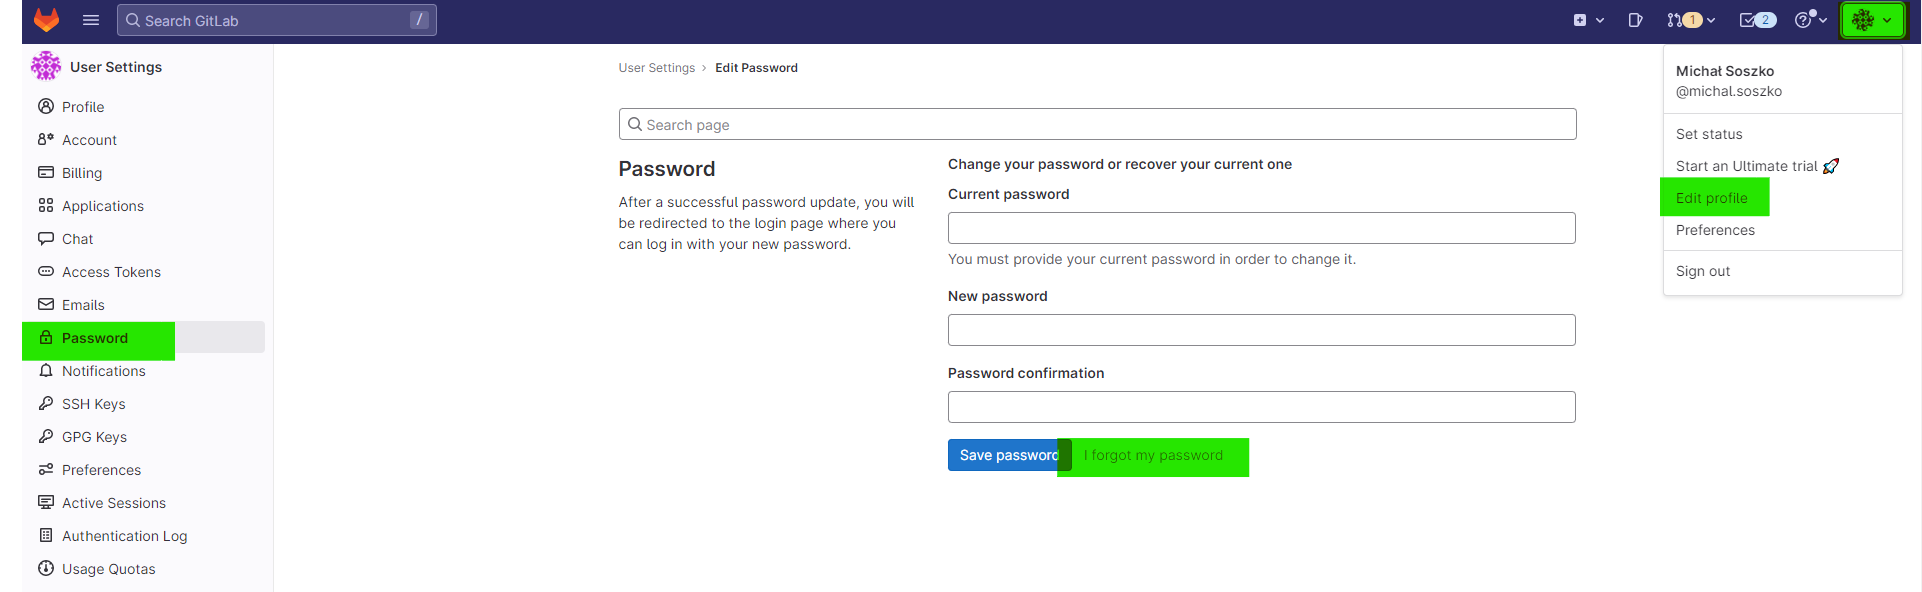 Search GitLab
/
1
2
User Settings
Profile
Account
Billing
Applications
Chat
Access Tokens
Emails
Password
Notifications
SSH Keys
GPG Keys
Preferences
Active Sessions
Authentication Log
Usage Quotas
User Settings › Edit Password
Search page
Password
After a successful password update, you will
be redirected to the login page where you
can log in with your new password.
Change your password or recover your current one
Current password
You must provide your current password in order to change it.
New password
Password confirmation
Save password
I forgot my password
Michał Soszko
@michal.soszko
Set status
Start an Ultimate trial 🚀
Edit profile
Preferences
Sign out